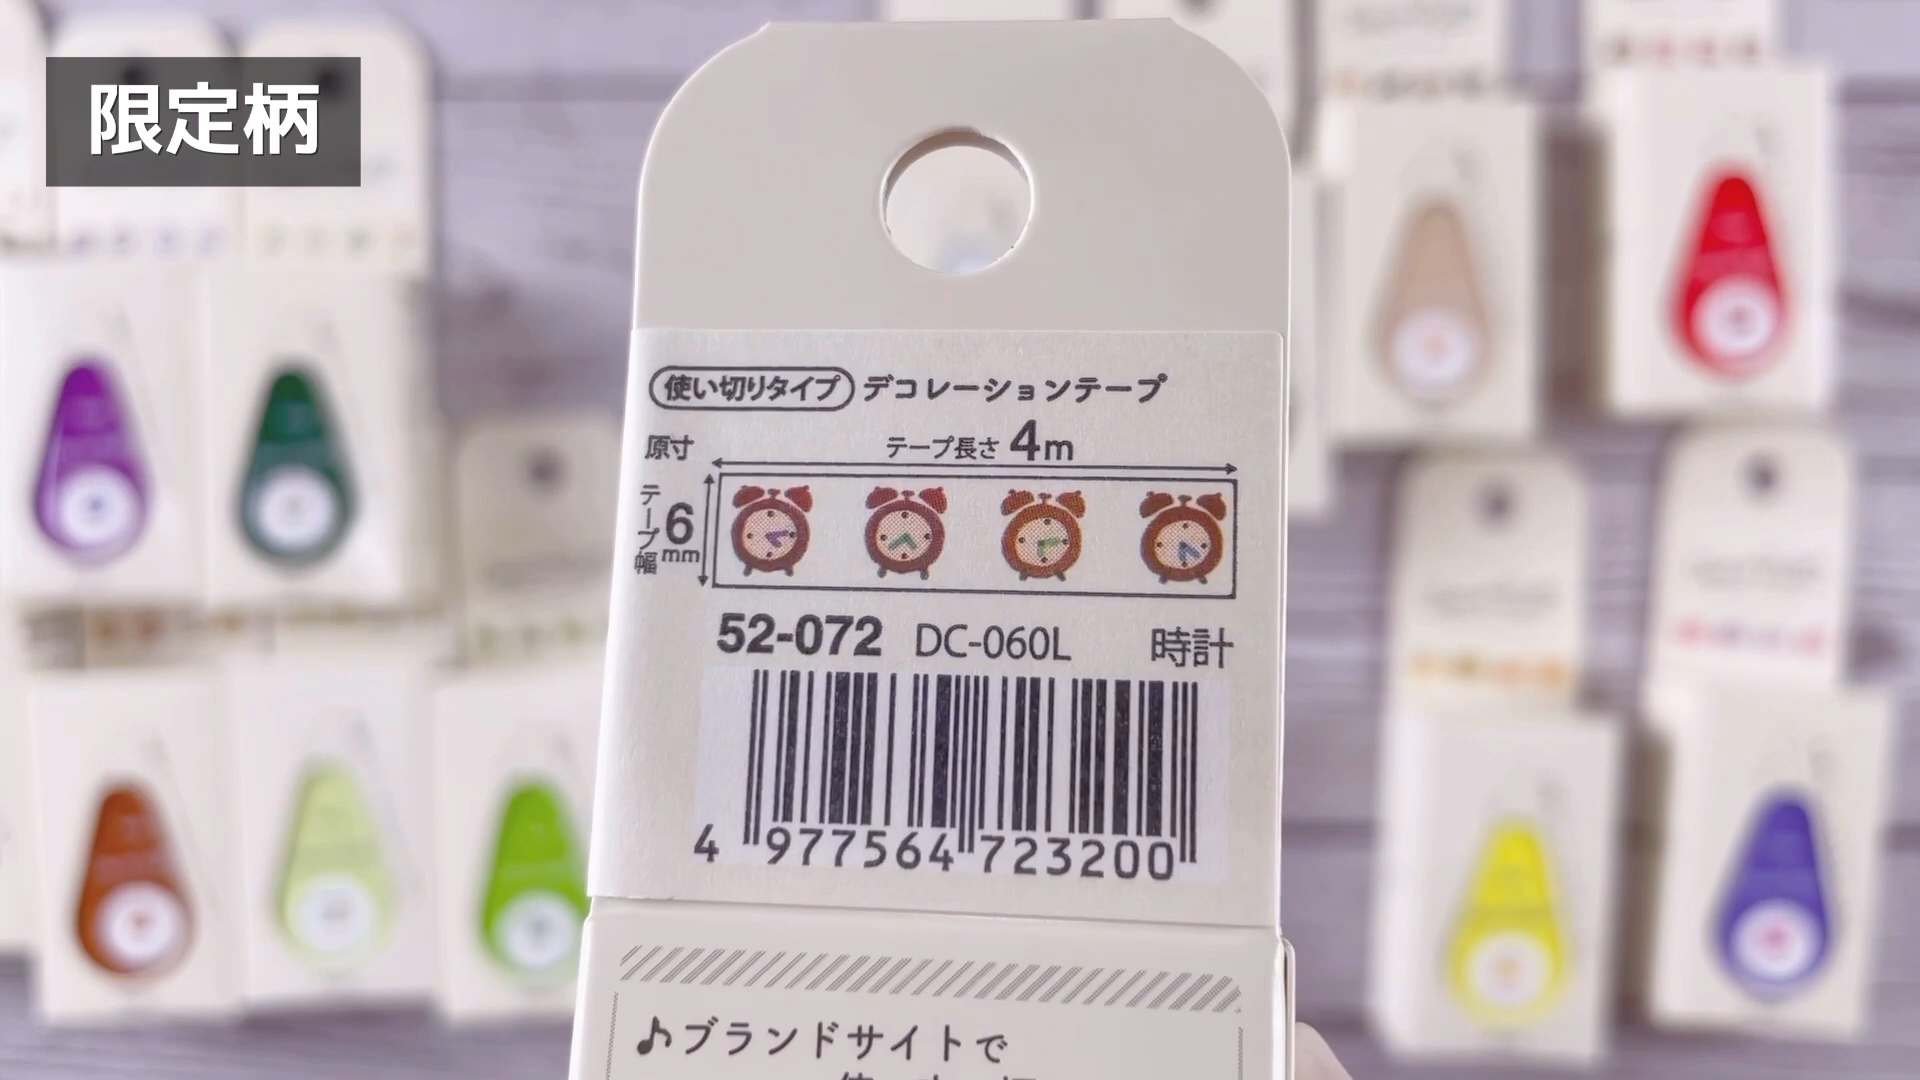 限定柄
使い切りタイプ デコレーションテープ
原寸
テープ長さ 4m
テープ幅 6mm
52-072 DC-060L 時計
4 977564 723200
♪ブランドサイトで